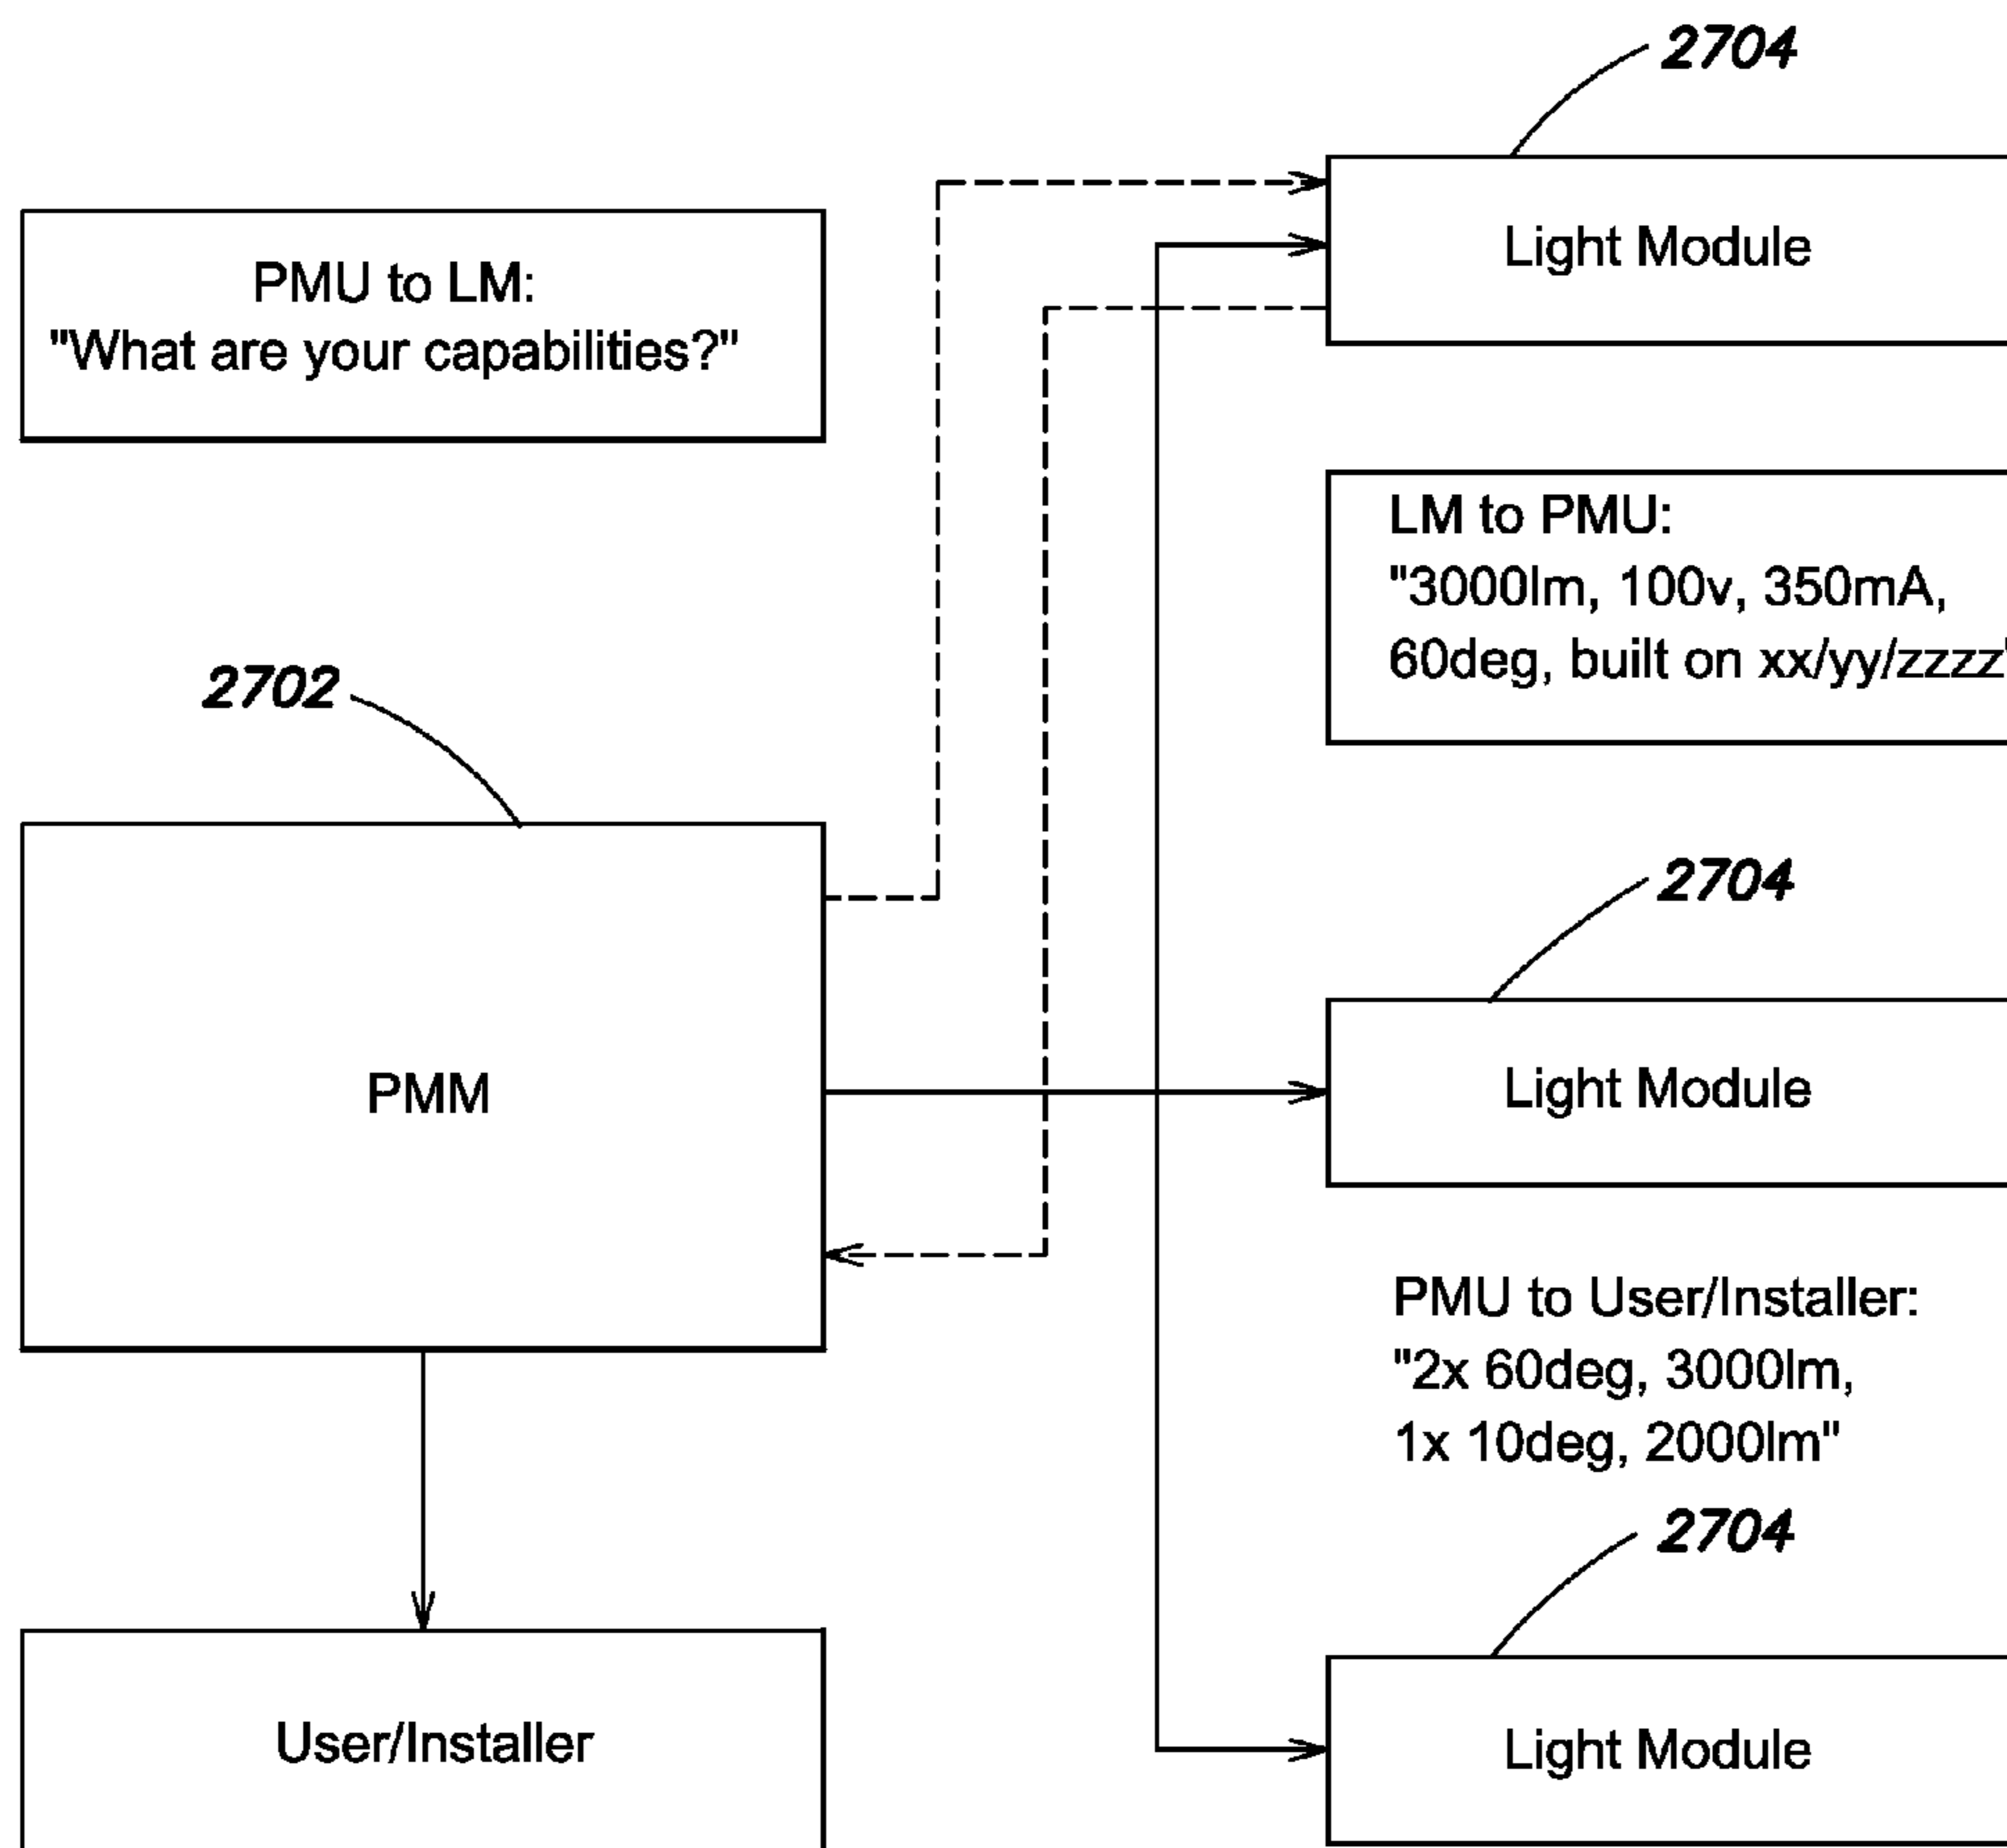 2704
Light Module
PMU to LM:
"What are your capabilities?"
LM to PMU:
"3000lm, 100v, 350mA,
60deg, built on xx/yy/zzzz"
2702
PMM
2704
Light Module
PMU to User/Installer:
"2x 60deg, 3000lm,
1x 10deg, 2000lm"
2704
Light Module
User/Installer